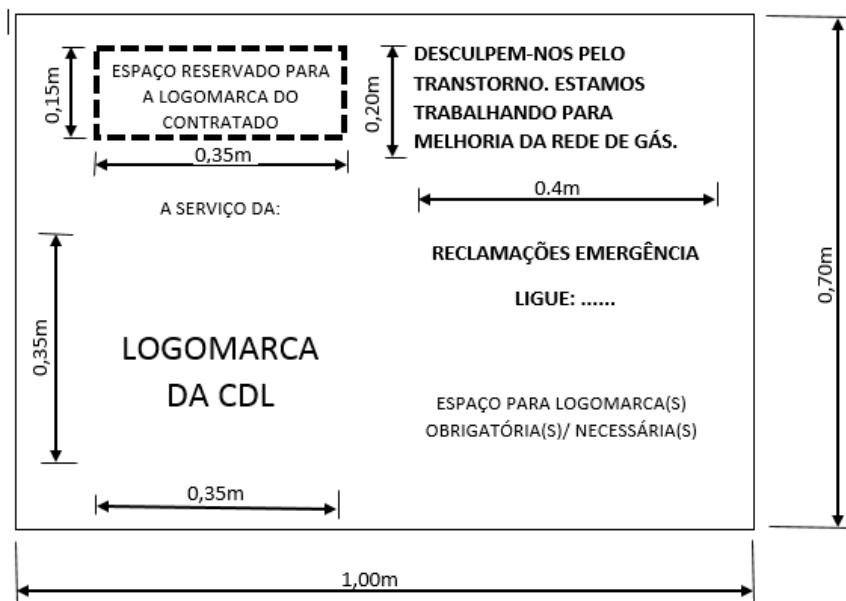 0,15m
ESPAÇO RESERVADO PARA
A LOGOMARCA DO
CONTRATADO
0,35m
0,20m
DESCULPEM-NOS PELO
TRANSTORNO. ESTAMOS
TRABALHANDO PARA
MELHORIA DA REDE DE GÁS.
0.4m
A SERVIÇO DA:
0,35m
LOGOMARCA
DA CDL
0,35m
RECLAMAÇÕES EMERGÊNCIA
LIGUE: ......
ESPAÇO PARA LOGOMARCA(S)
OBRIGATÓRIA(S)/ NECESSÁRIA(S)
0,70m
1,00m